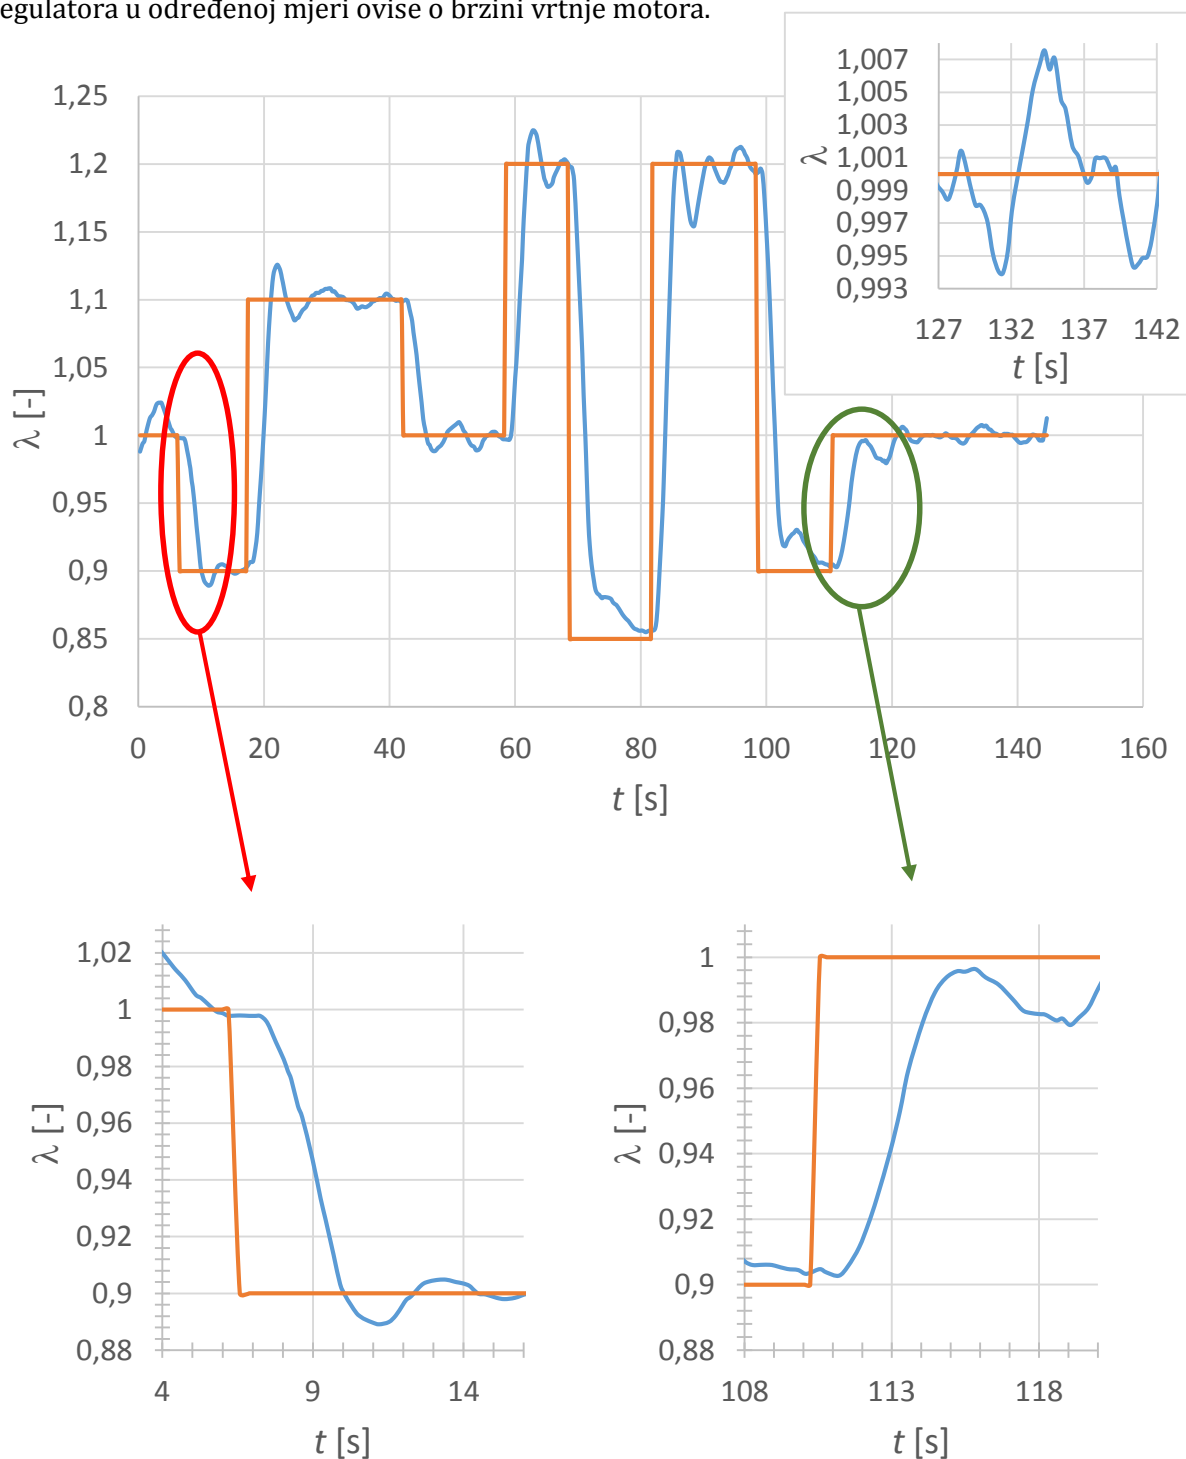 egulatora u određenoj mjeri ovise o brzini vrtnje motora.
1,25
1,2
1,15
1,1
1,05
1
0,95
0,9
0,85
0,8
λ [-]
0 20 40 60 80 100 120 140 160
t [s]
1,007
1,005
1,003
1,001
0,999
0,997
0,995
0,993
λ
127 132 137 142
t [s]
1,02
1
0,98
0,96
0,94
0,92
0,9
0,88
λ [-]
4 9 14
t [s]
1
0,98
0,96
0,94
0,92
0,9
0,88
λ [-]
108 113 118
t [s]